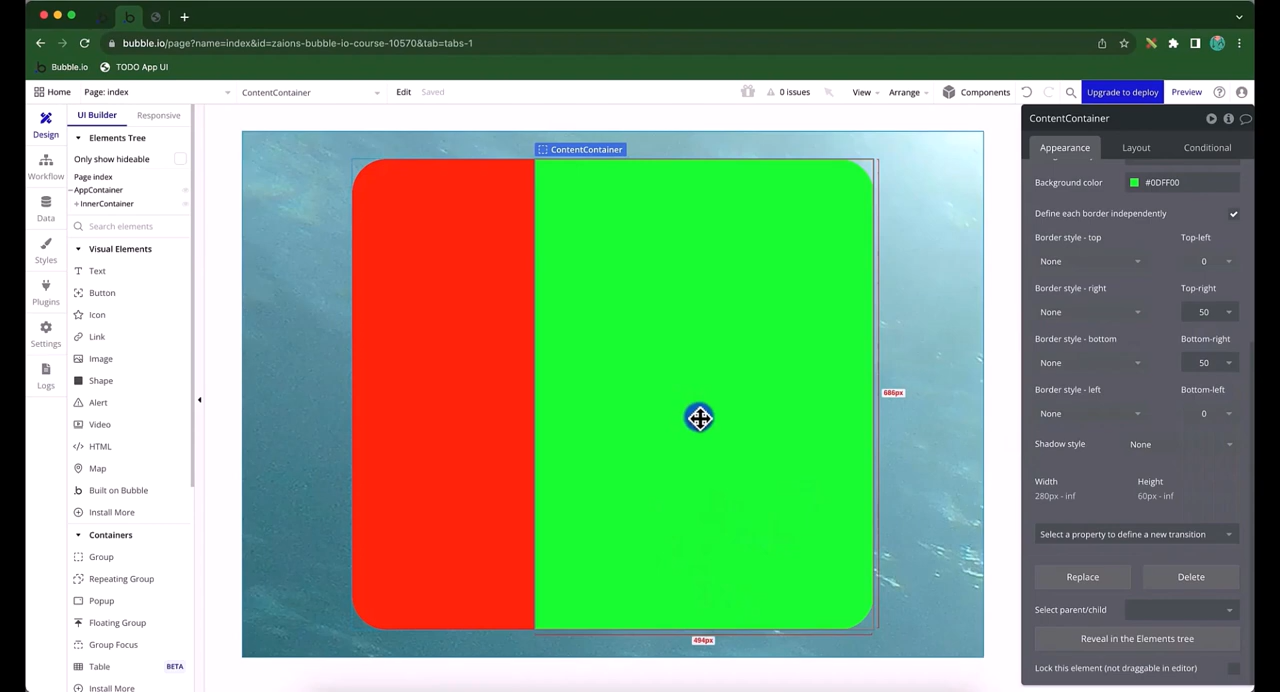 bubble.io/page?name=index&id=zaions-bubble-io-course-10570&tab=tabs-1
Bubble.io TODO App UI
Home Page: index ContentContainer Edit Saved 0 issues View Arrange Components Upgrade to deploy Preview
Design
Workflow
Data
Styles
Plugins
Settings
Logs
UI Builder Responsive
Elements Tree
Only show hideable
Page index
AppContainer
InnerContainer
Search elements
Visual Elements
Text
Button
Icon
Link
Image
Shape
Alert
Video
HTML
Map
Built on Bubble
Install More
Containers
Group
Repeating Group
Popup
Floating Group
Group Focus
Table BETA
Install More
ContentContainer
686px
494px
ContentContainer
Appearance Layout Conditional
Background color #0DFF00
Define each border independently
Border style - top Top-left
None 0
Border style - right Top-right
None 50
Border style - bottom Bottom-right
None 50
Border style - left Bottom-left
None 0
Shadow style None
Width Height
280px - inf 60px - inf
Select a property to define a new transition
Replace Delete
Select parent/child
Reveal in the Elements tree
Lock this element (not draggable in editor)